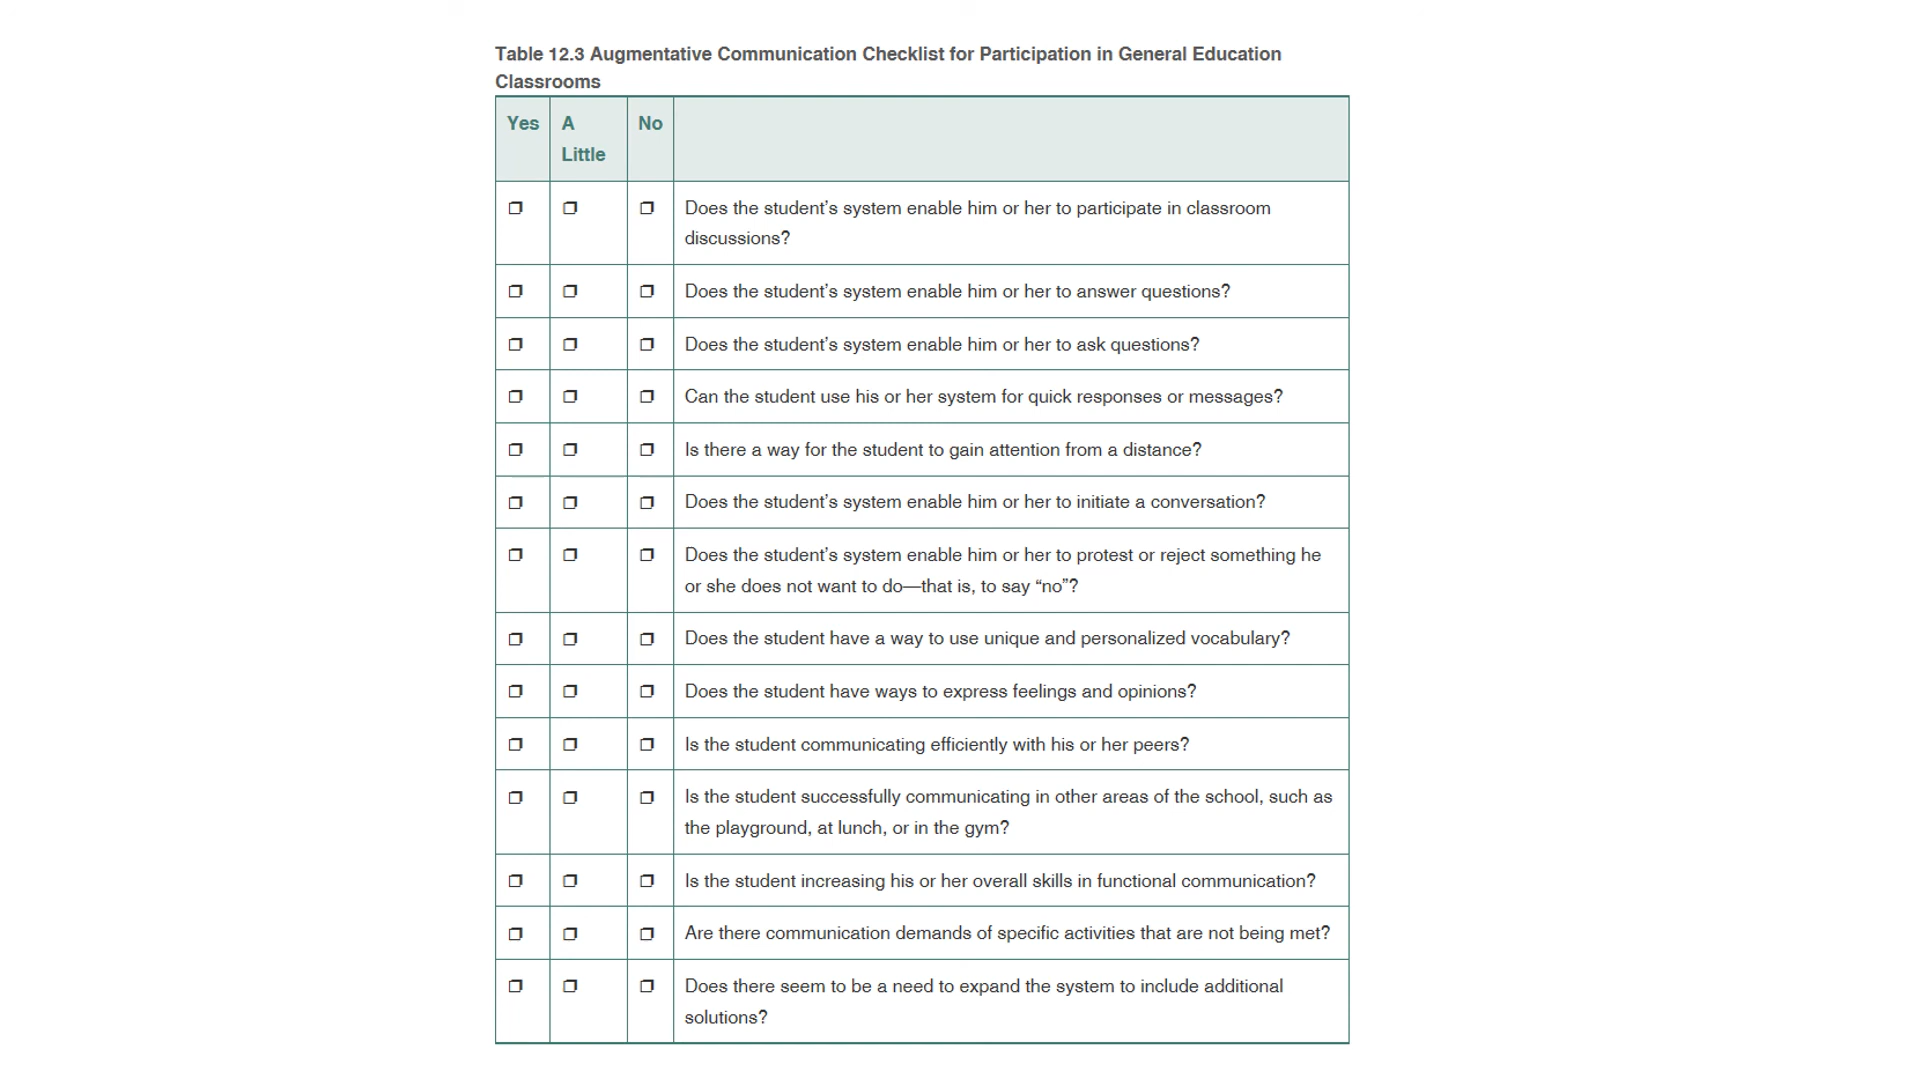 Table 12.3 Augmentative Communication Checklist for Participation in General Education
Classrooms
Yes
A
Little
No
Does the student’s system enable him or her to participate in classroom
discussions?
Does the student’s system enable him or her to answer questions?
Does the student’s system enable him or her to ask questions?
Can the student use his or her system for quick responses or messages?
Is there a way for the student to gain attention from a distance?
Does the student’s system enable him or her to initiate a conversation?
Does the student’s system enable him or her to protest or reject something he
or she does not want to do—that is, to say “no”?
Does the student have a way to use unique and personalized vocabulary?
Does the student have ways to express feelings and opinions?
Is the student communicating efficiently with his or her peers?
Is the student successfully communicating in other areas of the school, such as
the playground, at lunch, or in the gym?
Is the student increasing his or her overall skills in functional communication?
Are there communication demands of specific activities that are not being met?
Does there seem to be a need to expand the system to include additional
solutions?